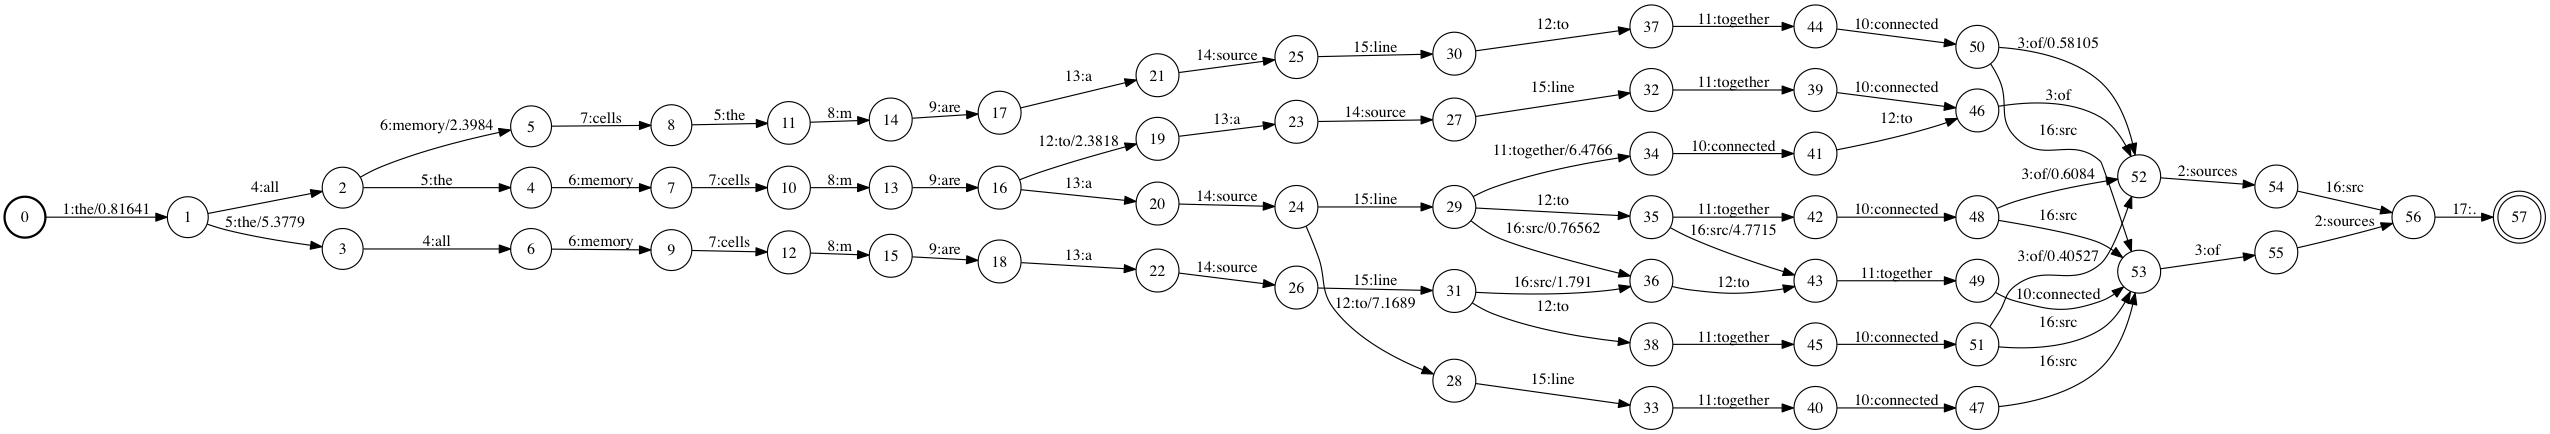 37
11:together
44
10:connected
50
12:to
3:of/0.58105
25
15:line
30
14:source
21
13:a
32
11:together
39
10:connected
46
3:of
15:line
12:to
16:src
6:memory/2.3984
5
7:cells
8
5:the
11
8:m
14
9:are
17
12:to/2.3818
19
13:a
23
14:source
27
11:together/6.4766
34
10:connected
41
4:all
2
5:the
4
6:memory
7
7:cells
10
8:m
13
9:are
16
13:a
20
14:source
24
15:line
29
12:to
35
11:together
42
10:connected
48
3:of/0.6084
16:src
52
2:sources
54
16:src
0
1:the/0.81641
1
5:the/5.3779
3
4:all
6
6:memory
9
7:cells
12
8:m
15
9:are
18
13:a
22
14:source
26
15:line
31
16:src/0.76562
16:src/4.7715
16:src/1.791
36
12:to
43
11:together
49
10:connected
3:of/0.40527
53
3:of
55
2:sources
56
17:.
57
12:to/7.1689
12:to
38
11:together
45
10:connected
51
16:src
28
15:line
33
11:together
40
10:connected
47
16:src